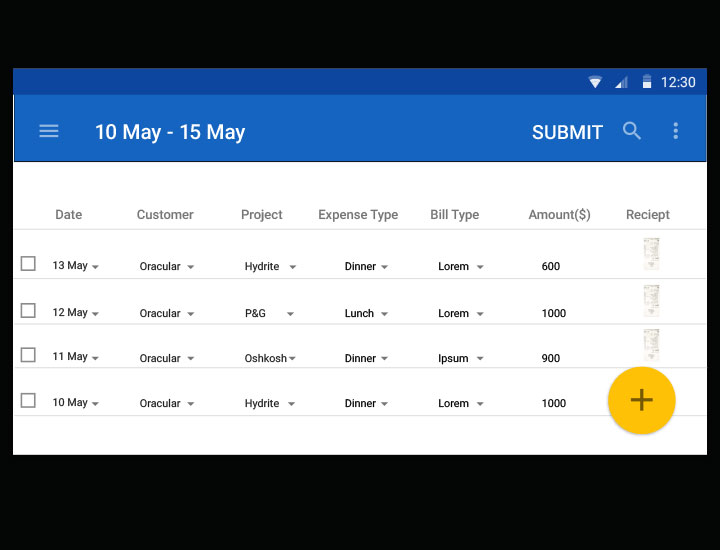 12:30
10 May - 15 May SUBMIT
Date Customer Project Expense Type Bill Type Amount($) Reciept
13 May Oracular Hydrite Dinner Lorem 600
12 May Oracular P&G Lunch Lorem 1000
11 May Oracular Oshkosh Dinner Ipsum 900
10 May Oracular Hydrite Dinner Lorem 1000